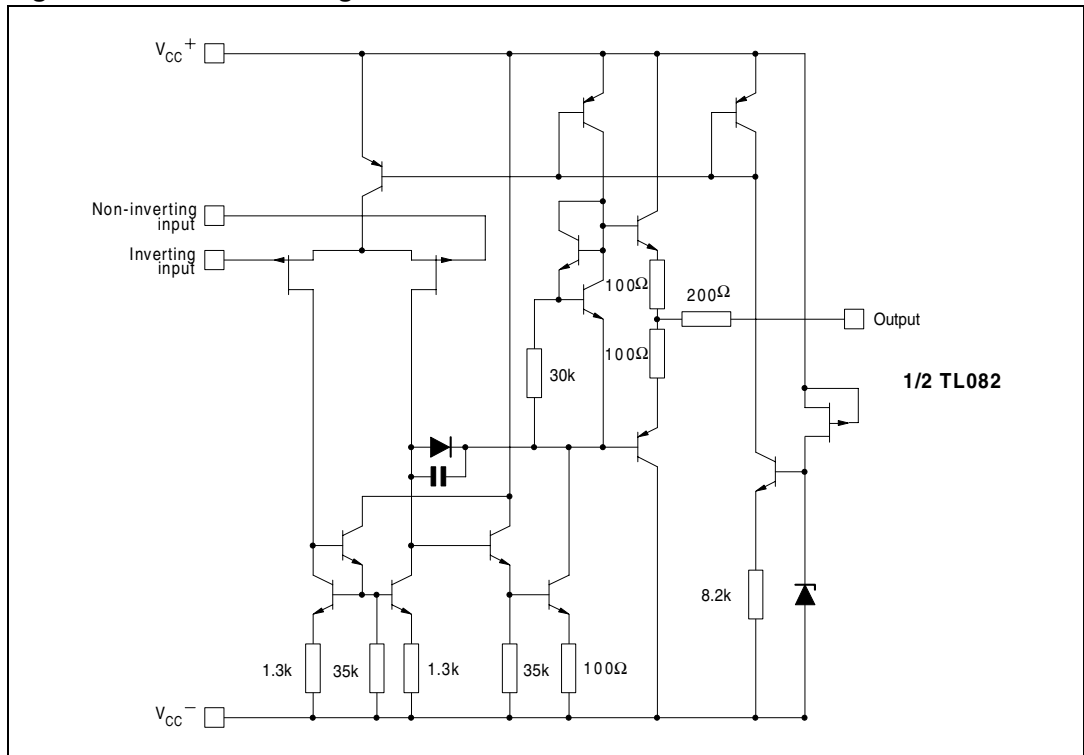 V_CC^+
Non-inverting
input
Inverting
input
100Ω
200Ω
Output
100Ω
30k
1/2 TL082
8.2k
1.3k
35k
1.3k
35k
100Ω
V_CC^−